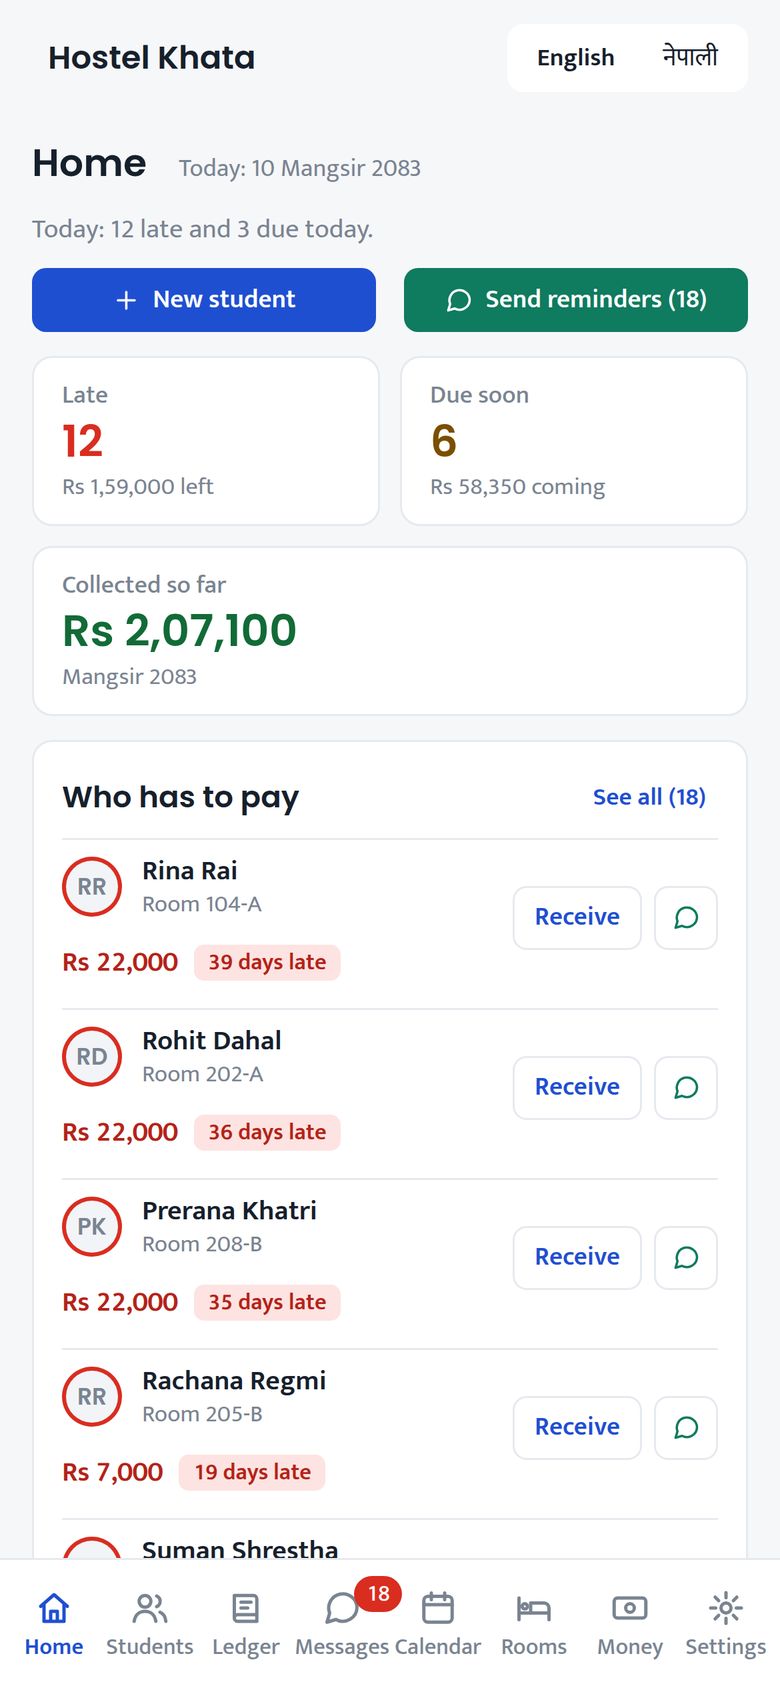 Hostel Khata
English नेपाली
Home Today: 10 Mangsir 2083
Today: 12 late and 3 due today.
New student
Send reminders (18)
Late
12
Rs 1,59,000 left
Due soon
6
Rs 58,350 coming
Collected so far
Rs 2,07,100
Mangsir 2083
Who has to pay See all (18)
RR
Rina Rai
Room 104-A
Rs 22,000 39 days late
Receive
RD
Rohit Dahal
Room 202-A
Rs 22,000 36 days late
Receive
PK
Prerana Khatri
Room 208-B
Rs 22,000 35 days late
Receive
RR
Rachana Regmi
Room 205-B
Rs 7,000 19 days late
Receive
Suman Shrestha
18
Home Students Ledger Messages Calendar Rooms Money Settings